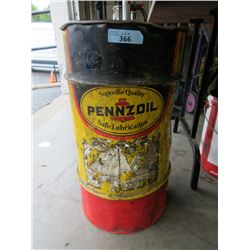 366
Supreme Quality
PENNZOIL
Safe Lubrication